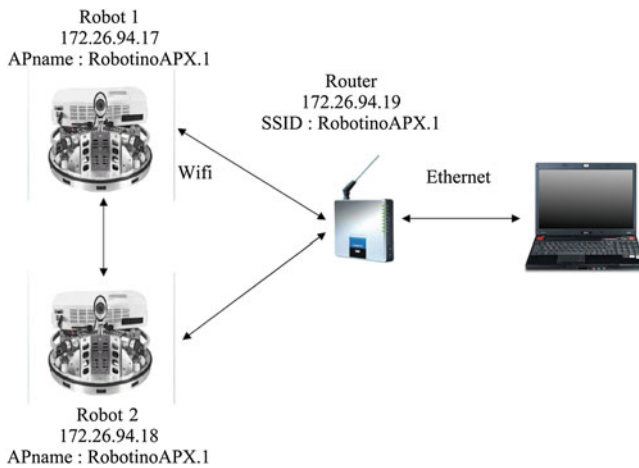 Robot 1
172.26.94.17
APname : RobotinoAPX.1
Router
172.26.94.19
SSID : RobotinoAPX.1
Wifi
Ethernet
Robot 2
172.26.94.18
APname : RobotinoAPX.1